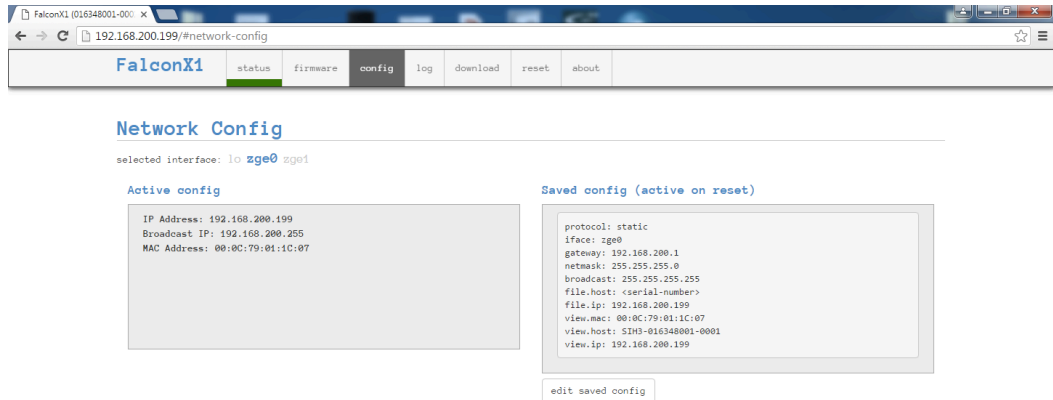 FalconX1 (016348001-000
192.168.200.199/#network-config
FalconX1 status firmware config log download reset about
Network Config
selected interface: lo zge0 zge1
Active config
IP Address: 192.168.200.199
Broadcast IP: 192.168.200.255
MAC Address: 00:0C:79:01:1C:07
Saved config (active on reset)
protocol: static
iface: zge0
gateway: 192.168.200.1
netmask: 255.255.255.0
broadcast: 255.255.255.255
file.host: <serial-number>
file.ip: 192.168.200.199
view.mac: 00:0C:79:01:1C:07
view.host: SIH3-016348001-0001
view.ip: 192.168.200.199
edit saved config